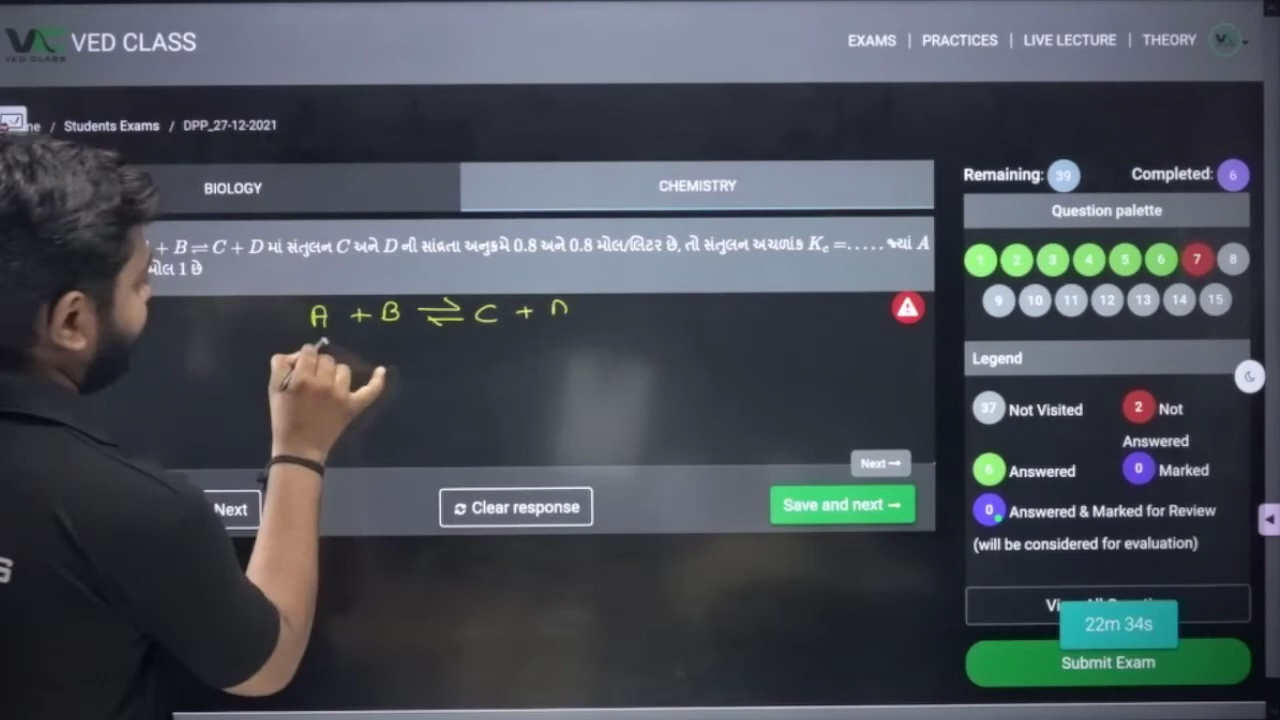 VED CLASS
VED CLASS
EXAMS | PRACTICES | LIVE LECTURE | THEORY
/ Students Exams / DPP_27-12-2021
BIOLOGY
CHEMISTRY
Remaining: 39 Completed: 6
Question palette
1 2 3 4 5 6 7 8
9 10 11 12 13 14 15
+ B ⇌ C + D માં સંતુલન C અને D ની સાંદ્રતા અનુક્રમે 0.8 અને 0.8 મોલ/લિટર છે, તો સંતુલન અચળાંક Kc = ..... જ્યાં A
મોલ 1 છે
A + B ⇌ C + D
Legend
37 Not Visited
2 Not Answered
6 Answered
0 Marked
0 Answered & Marked for Review
(will be considered for evaluation)
Next →
Next
Clear response
Save and next →
22m 34s
Submit Exam